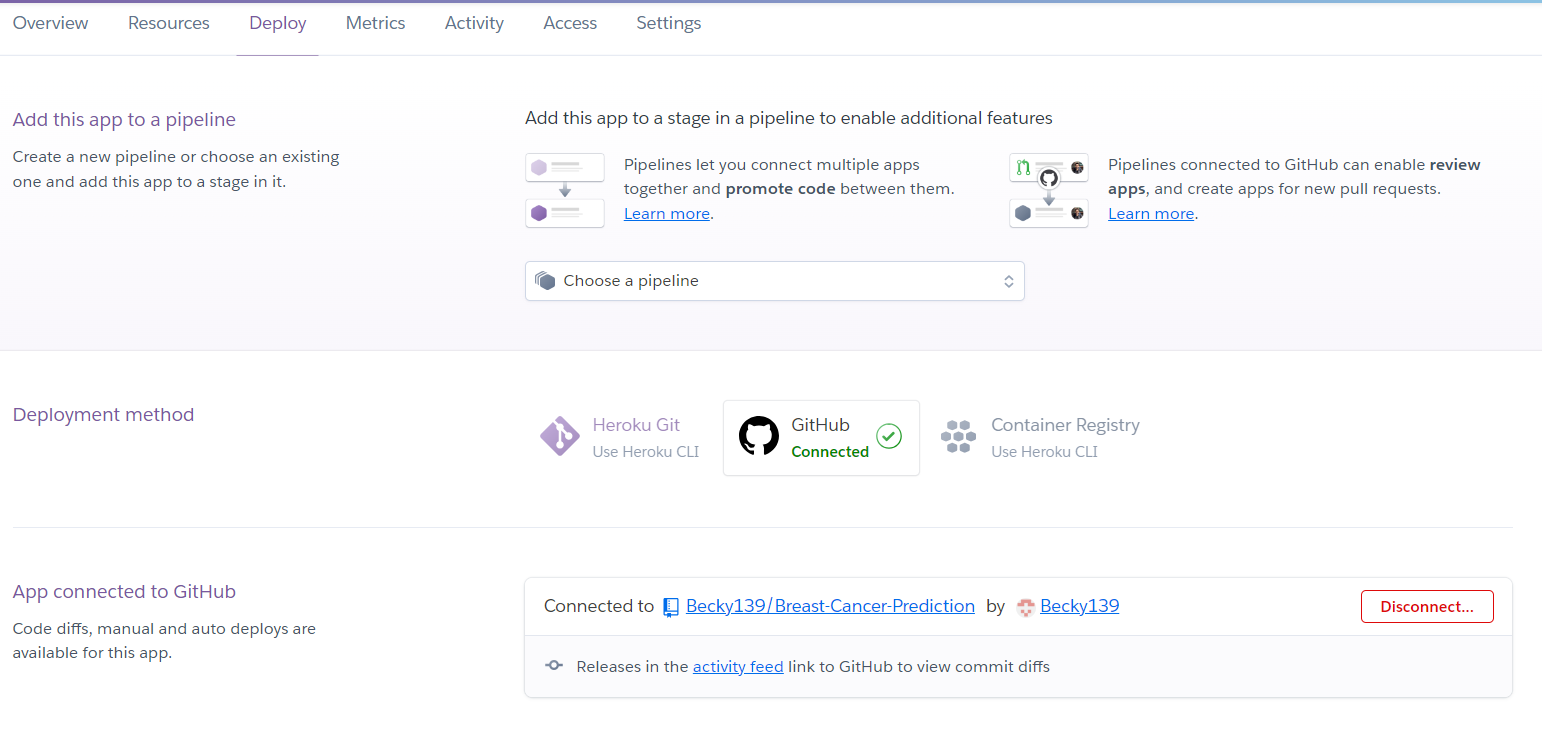 Overview Resources Deploy Metrics Activity Access Settings
Add this app to a pipeline
Create a new pipeline or choose an existing
one and add this app to a stage in it.
Add this app to a stage in a pipeline to enable additional features
Pipelines let you connect multiple apps
together and promote code between them.
Learn more.
Pipelines connected to GitHub can enable review
apps, and create apps for new pull requests.
Learn more.
Choose a pipeline
Deployment method
Heroku Git
Use Heroku CLI
GitHub
Connected
Container Registry
Use Heroku CLI
App connected to GitHub
Code diffs, manual and auto deploys are
available for this app.
Connected to Becky139/Breast-Cancer-Prediction by Becky139
Disconnect...
Releases in the activity feed link to GitHub to view commit diffs